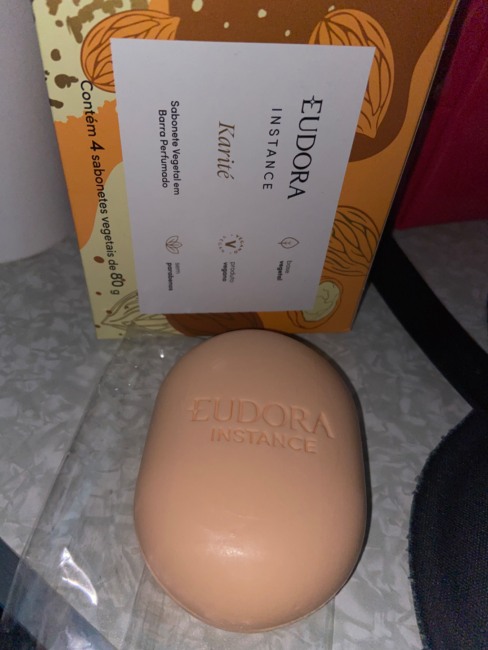 EUDORA
INSTANCE
Karité
Sabonete Vegetal em
Barra Perfumado
base
vegetal
produto
vegano
V
sem
parabenos
Contém 4 sabonetes vegetais de 80 g
EUDORA
INSTANCE